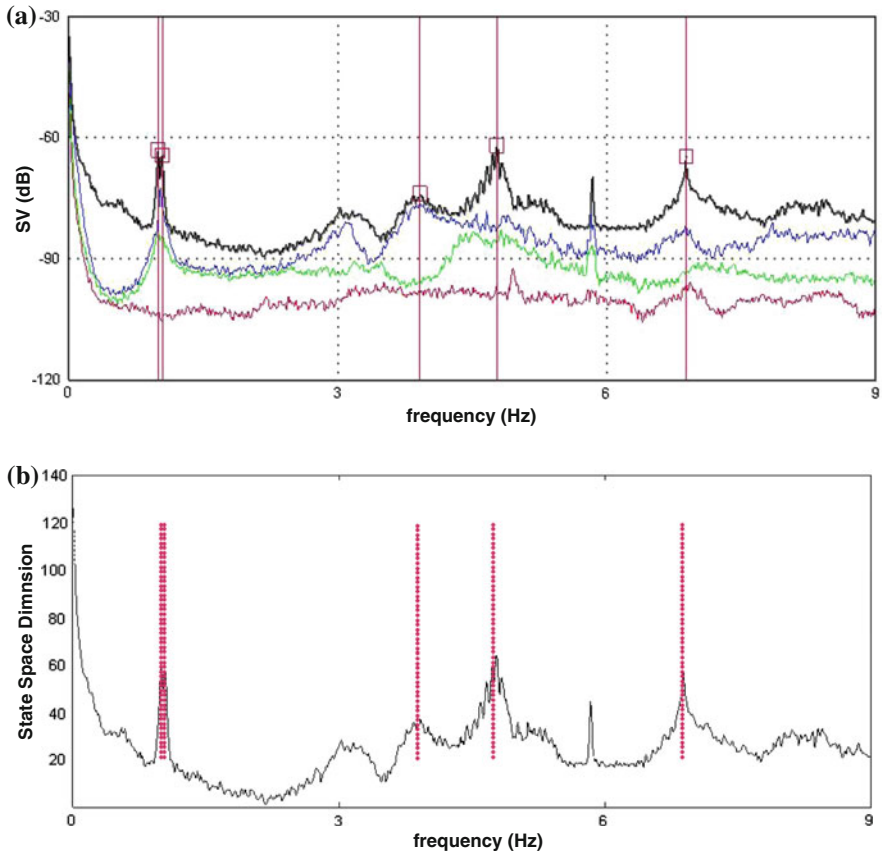 (a)
-30
-60
-90
-120
SV (dB)
0 3 6 9
frequency (Hz)
(b)
140
120
100
80
60
40
20
State Space Dimnsion
0 3 6 9
frequency (Hz)